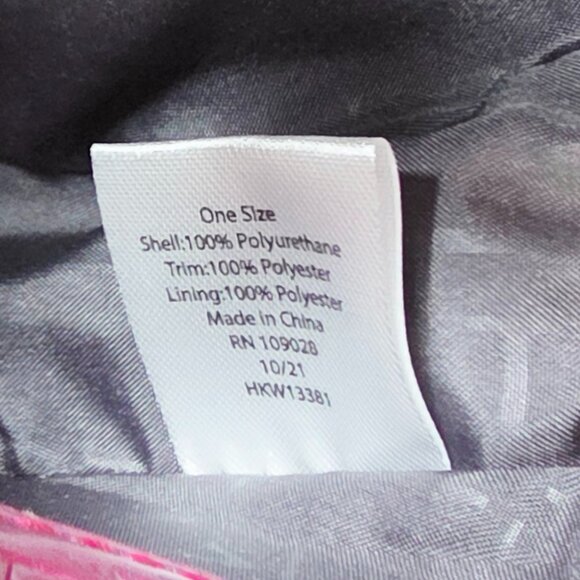 One Size
Shell:100% Polyurethane
Trim:100% Polyester
Lining:100% Polyester
Made in China
RN 109028
10/21
HKW13381